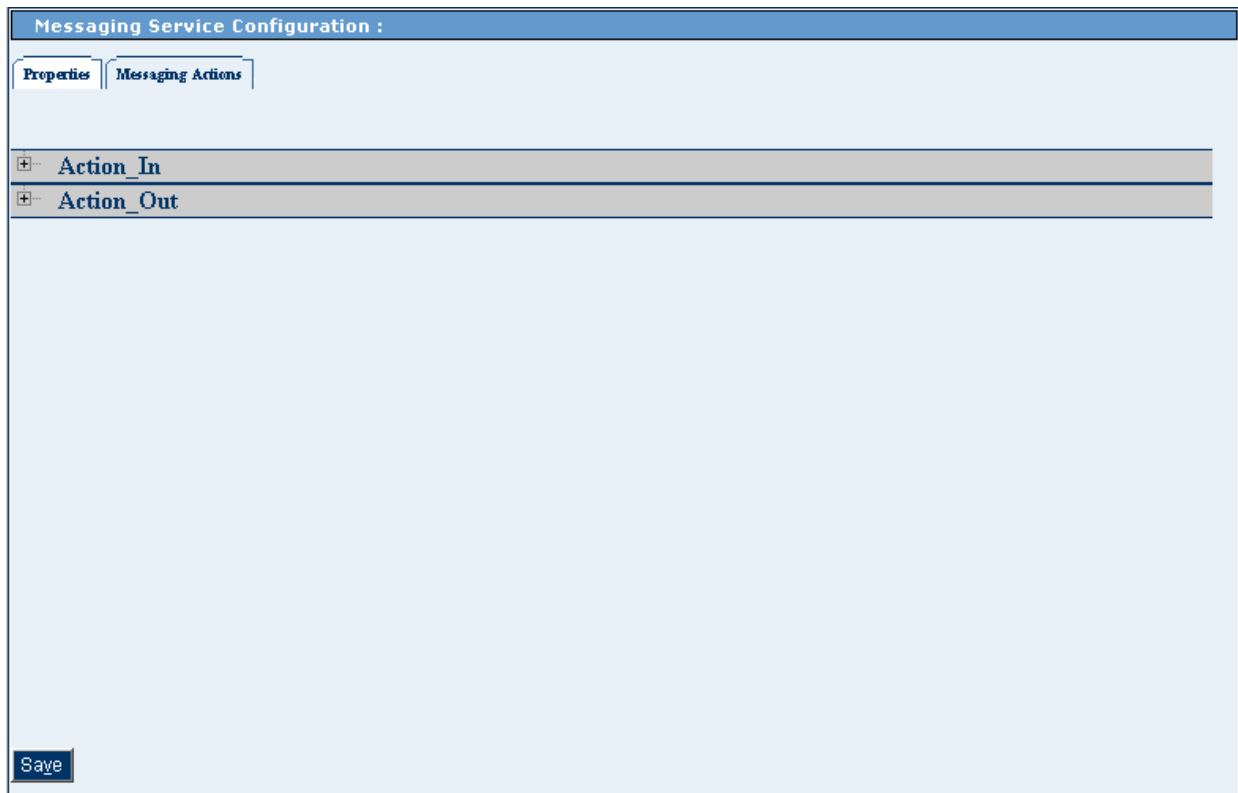 Messaging Service Configuration :
Properties Messaging Actions
Action_In
Action_Out
Save